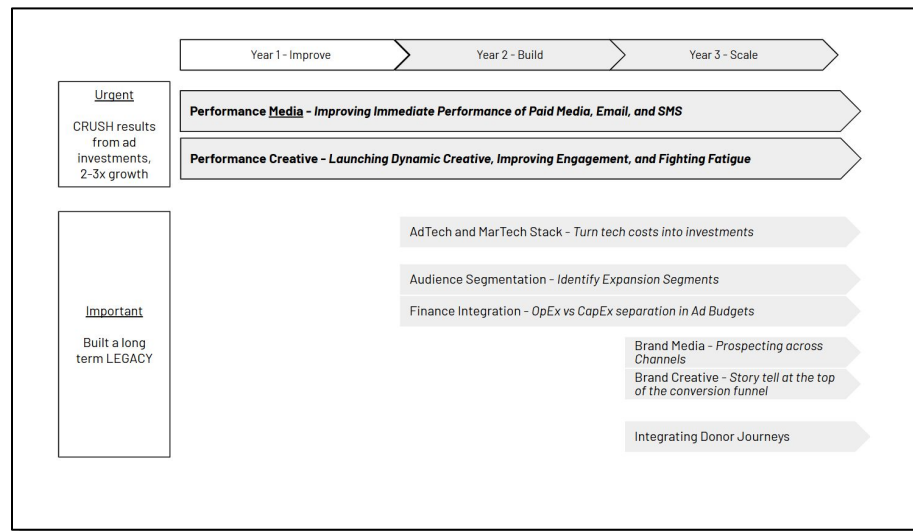 Year 1 - Improve
Year 2 - Build
Year 3 - Scale
Urgent
CRUSH results
from ad
investments,
2-3x growth
Performance Media - Improving Immediate Performance of Paid Media, Email, and SMS
Performance Creative - Launching Dynamic Creative, Improving Engagement, and Fighting Fatigue
Important
Built a long
term LEGACY
AdTech and MarTech Stack - Turn tech costs into investments
Audience Segmentation - Identify Expansion Segments
Finance Integration - OpEx vs CapEx separation in Ad Budgets
Brand Media - Prospecting across
Channels
Brand Creative - Story tell at the top
of the conversion funnel
Integrating Donor Journeys